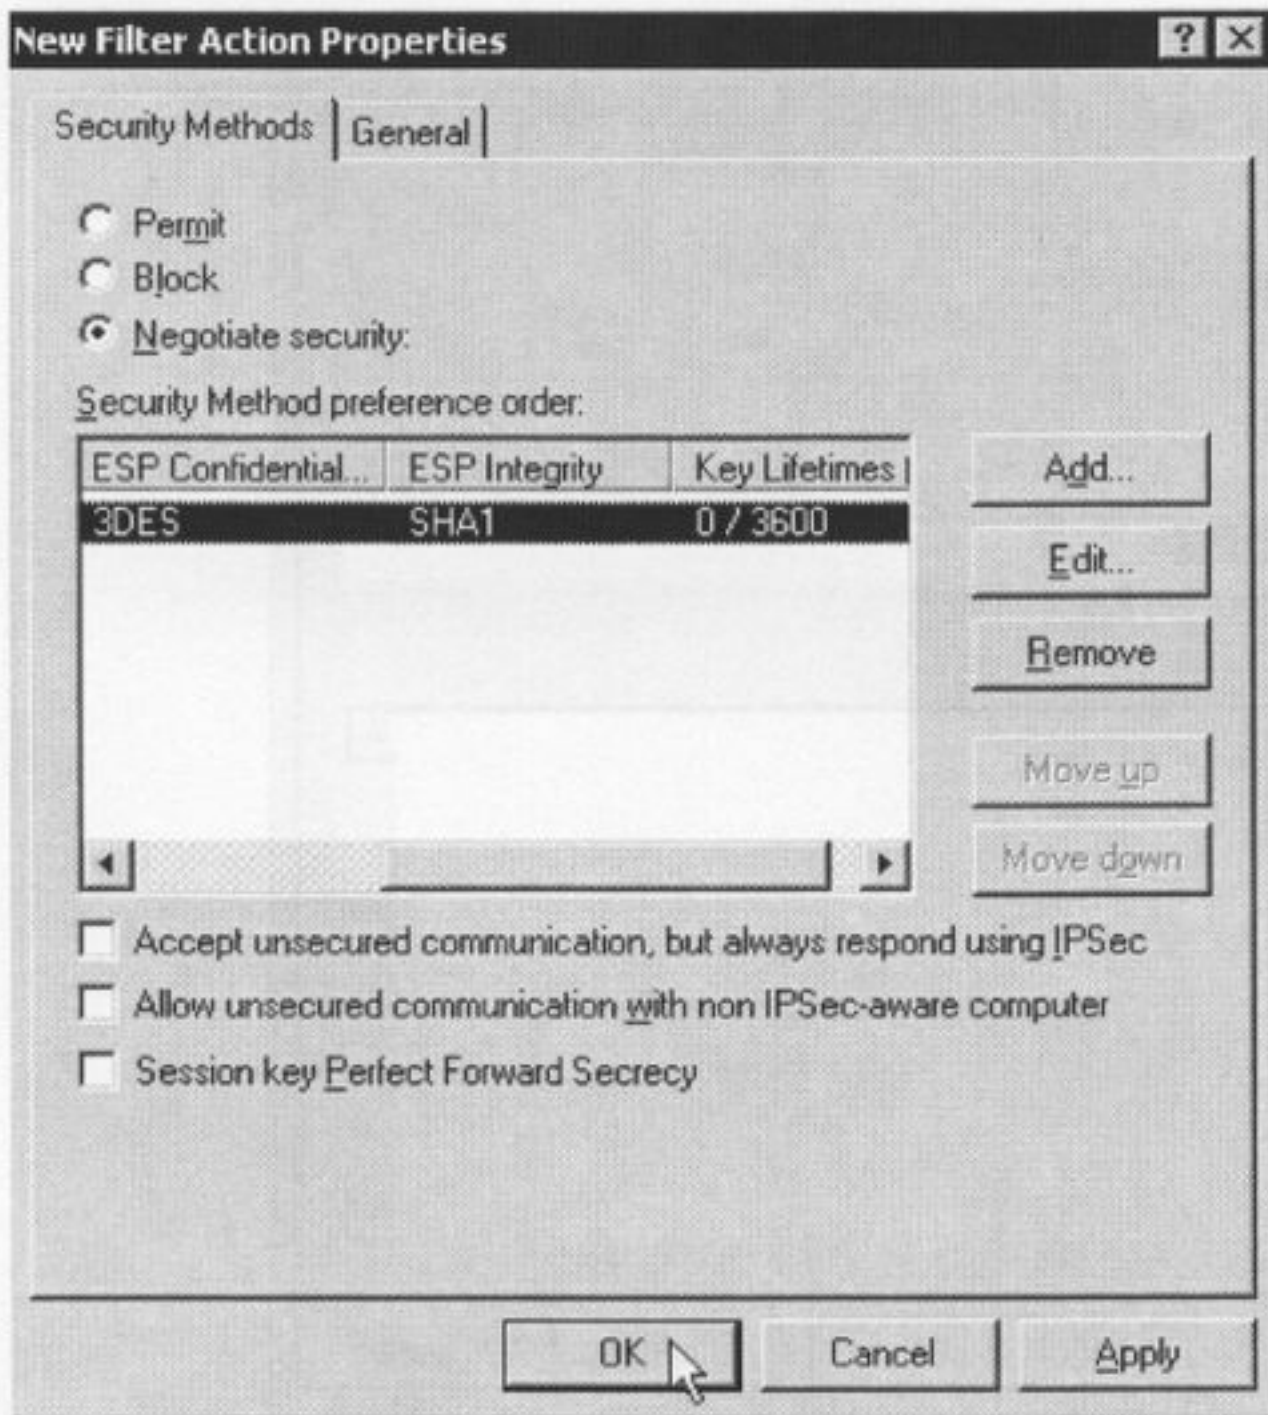 New Filter Action Properties
Security Methods
General
Permit
Block
Negotiate security:
Security Method preference order:
ESP Confidential... ESP Integrity Key Lifetimes
3DES SHA1 0 / 3600
Add...
Edit...
Remove
Move up
Move down
Accept unsecured communication, but always respond using IPSec
Allow unsecured communication with non IPSec-aware computer
Session key Perfect Forward Secrecy
OK
Cancel
Apply